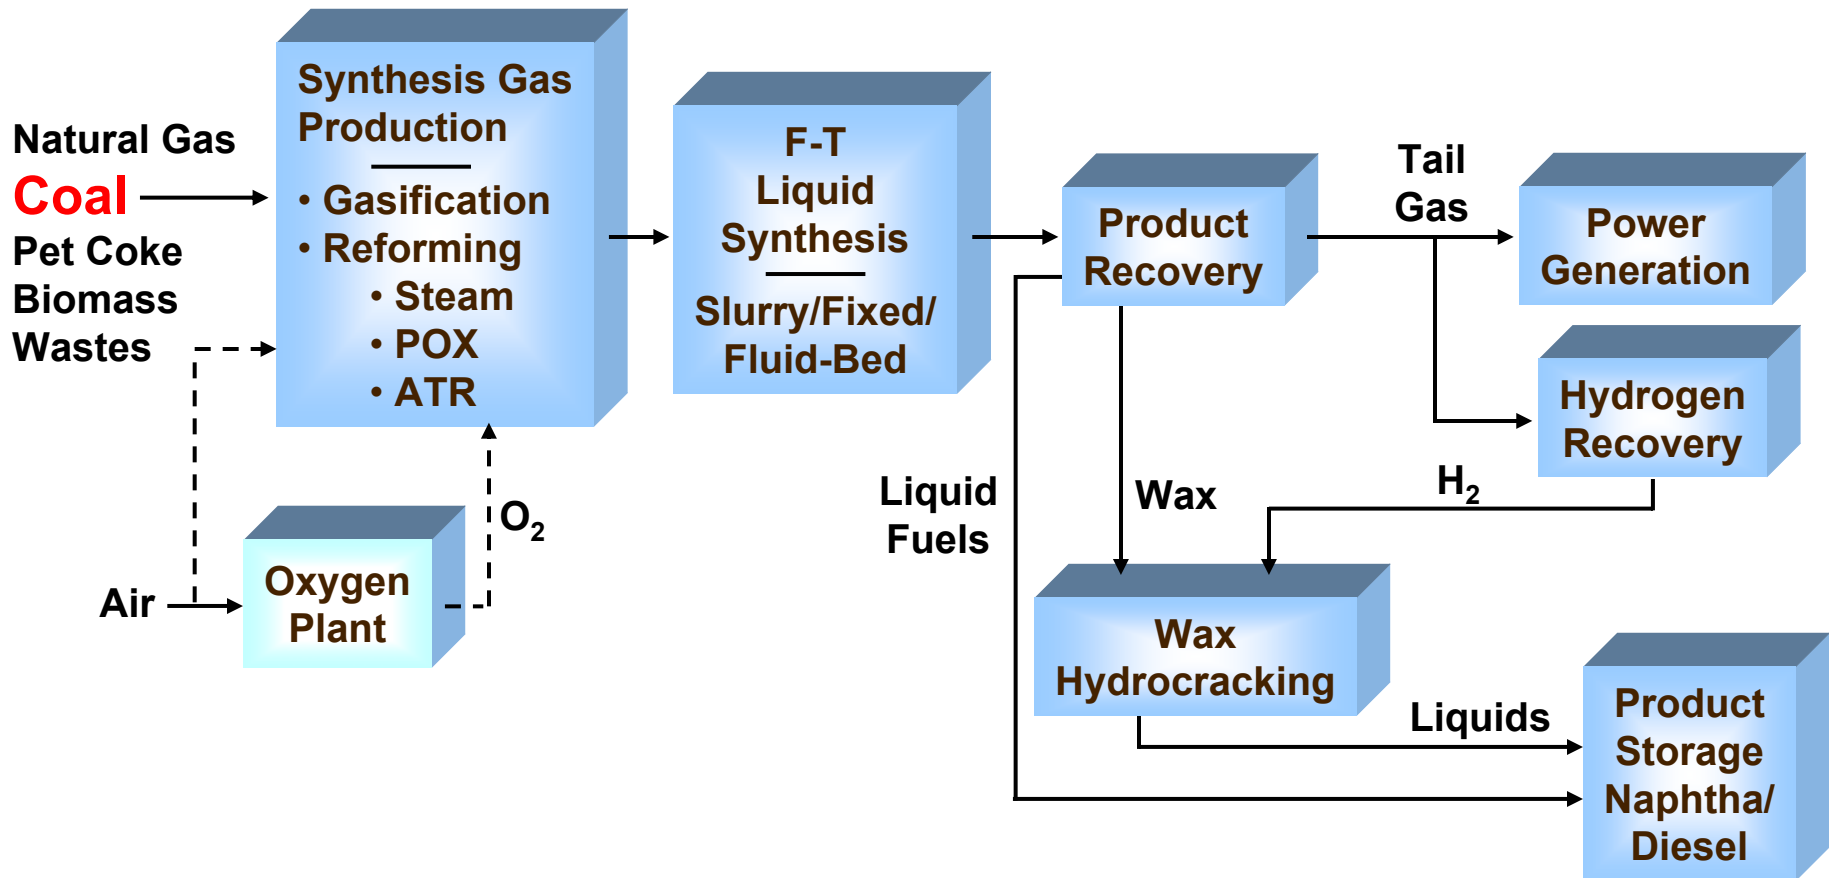 Natural Gas
Coal
Pet Coke
Biomass
Wastes
Synthesis Gas
Production
• Gasification
• Reforming
• Steam
• POX
• ATR
Air
Oxygen
Plant
O₂
F-T
Liquid
Synthesis
Slurry/Fixed/
Fluid-Bed
Product
Recovery
Tail
Gas
Power
Generation
Hydrogen
Recovery
H₂
Liquid
Fuels
Wax
Wax
Hydrocracking
Liquids
Product
Storage
Naphtha/
Diesel